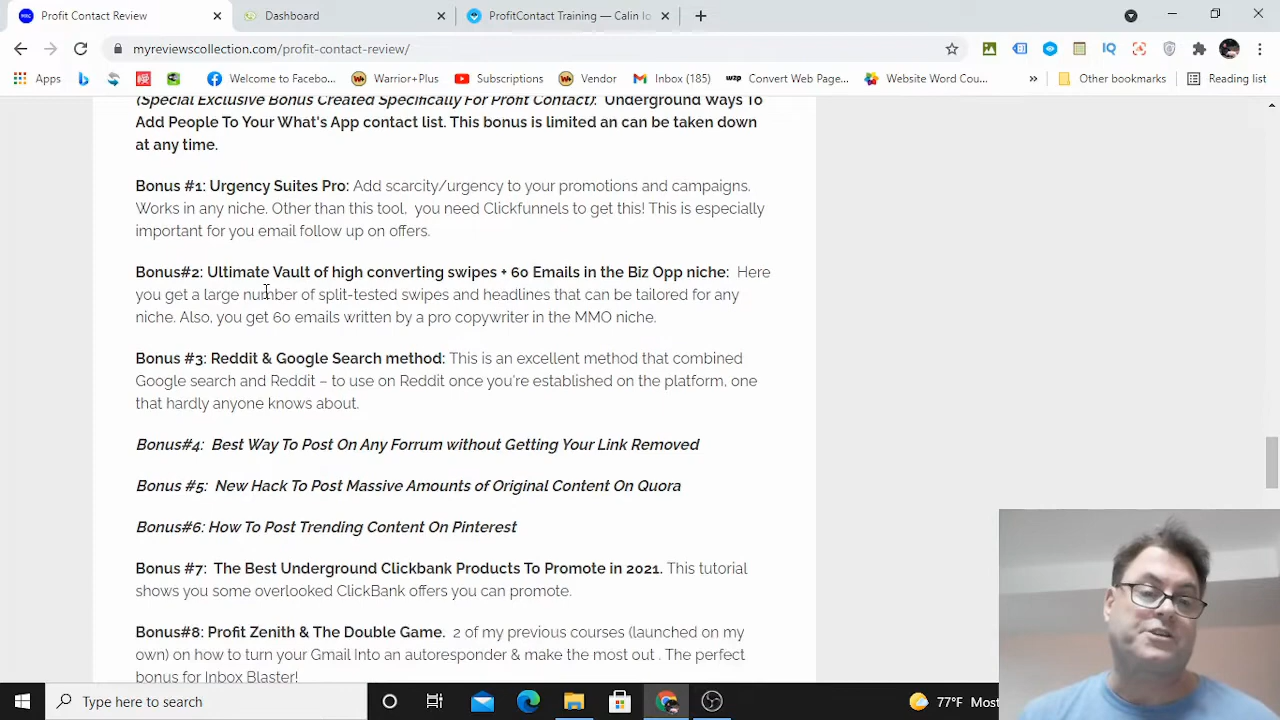 Profit Contact Review
Dashboard
ProfitContact Training — Calin Io
myreviewscollection.com/profit-contact-review/
Apps
Welcome to Facebo...
Warrior+Plus
Subscriptions
Vendor
Inbox (185)
wzp Convert Web Page...
Website Word Cou...
»
Other bookmarks
Reading list
(Special Exclusive Bonus Created Specifically For Profit Contact): Underground Ways To
Add People To Your What's App contact list. This bonus is limited an can be taken down
at any time.
Bonus #1: Urgency Suites Pro: Add scarcity/urgency to your promotions and campaigns.
Works in any niche. Other than this tool, you need Clickfunnels to get this! This is especially
important for you email follow up on offers.
Bonus#2: Ultimate Vault of high converting swipes + 60 Emails in the Biz Opp niche: Here
you get a large number of split-tested swipes and headlines that can be tailored for any
niche. Also, you get 60 emails written by a pro copywriter in the MMO niche.
Bonus #3: Reddit & Google Search method: This is an excellent method that combined
Google search and Reddit – to use on Reddit once you're established on the platform, one
that hardly anyone knows about.
Bonus#4: Best Way To Post On Any Forrum without Getting Your Link Removed
Bonus #5: New Hack To Post Massive Amounts of Original Content On Quora
Bonus#6: How To Post Trending Content On Pinterest
Bonus #7: The Best Underground Clickbank Products To Promote in 2021. This tutorial
shows you some overlooked ClickBank offers you can promote.
Bonus#8: Profit Zenith & The Double Game. 2 of my previous courses (launched on my
own) on how to turn your Gmail Into an autoresponder & make the most out . The perfect
bonus for Inbox Blaster!
Type here to search
77°F Most